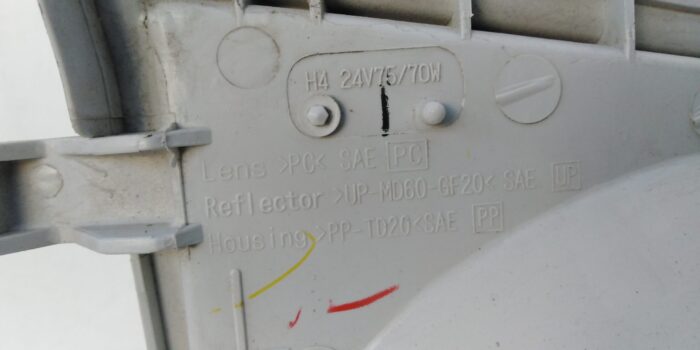 H4 24V75/70W
Lens >PC< SAE PC
Reflector >UP-MD60-GF20< SAE UP
Housing >PP-TD20< SAE PP